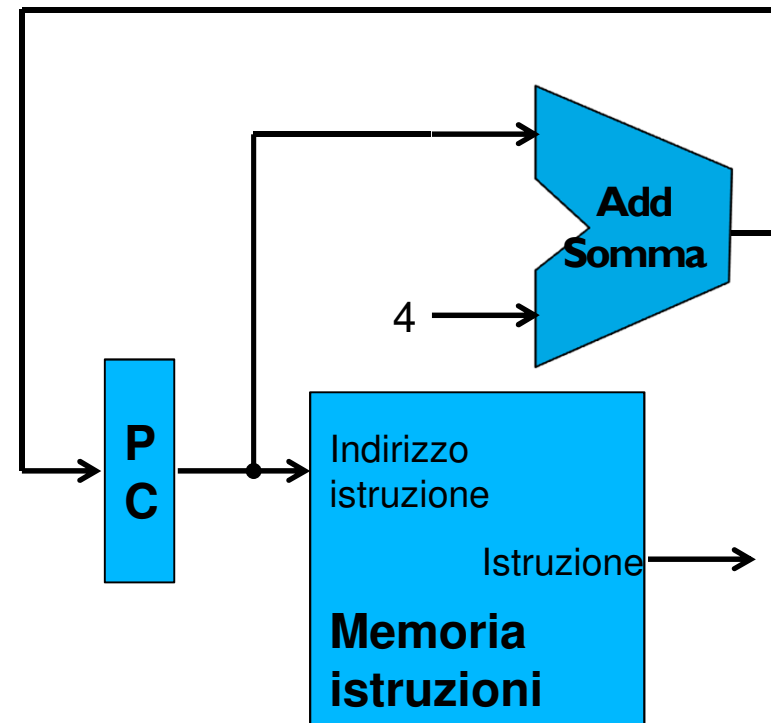 Add
Somma
4
P
C
Indirizzo
istruzione
Istruzione
Memoria
istruzioni